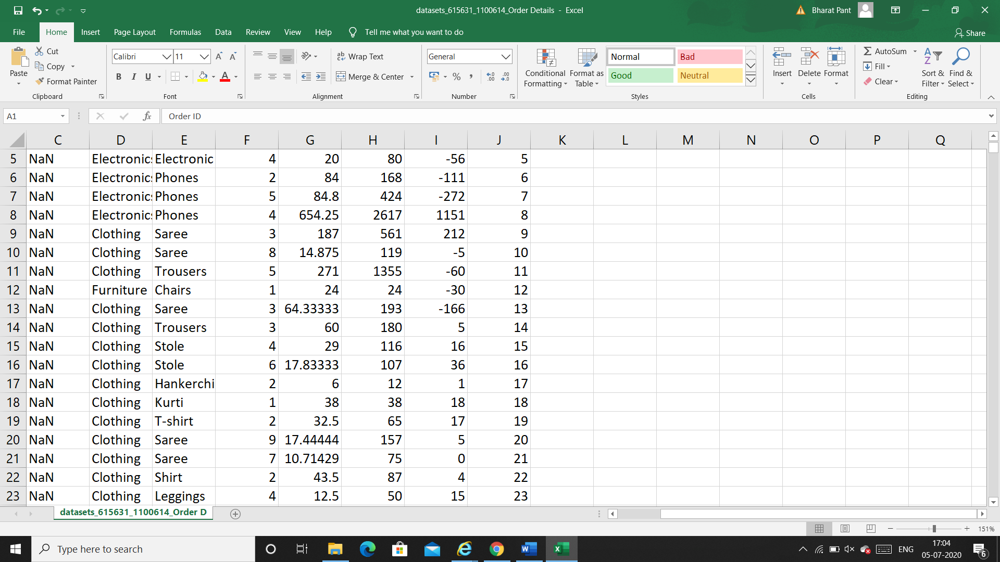 datasets_615631_1100614_Order Details - Excel
Bharat Pant
File Home Insert Page Layout Formulas Data Review View Help Tell me what you want to do Share
Paste
Cut
Copy
Format Painter
Clipboard
Calibri 11
B I U A
Font
Wrap Text
Merge & Center
Alignment
General
% ,
Number
Conditional Formatting
Format as Table
Normal Bad
Good Neutral
Styles
Insert Delete Format
Cells
AutoSum
Fill
Clear
Sort & Filter
Find & Select
Editing
A1 fx Order ID
C D E F G H I J K L M N O P Q
5 NaN Electronics Electronic 4 20 80 -56 5
6 NaN Electronics Phones 2 84 168 -111 6
7 NaN Electronics Phones 5 84.8 424 -272 7
8 NaN Electronics Phones 4 654.25 2617 1151 8
9 NaN Clothing Saree 3 187 561 212 9
10 NaN Clothing Saree 8 14.875 119 -5 10
11 NaN Clothing Trousers 5 271 1355 -60 11
12 NaN Furniture Chairs 1 24 24 -30 12
13 NaN Clothing Saree 3 64.33333 193 -166 13
14 NaN Clothing Trousers 3 60 180 5 14
15 NaN Clothing Stole 4 29 116 16 15
16 NaN Clothing Stole 6 17.83333 107 36 16
17 NaN Clothing Hankerchi 2 6 12 1 17
18 NaN Clothing Kurti 1 38 38 18 18
19 NaN Clothing T-shirt 2 32.5 65 17 19
20 NaN Clothing Saree 9 17.44444 157 5 20
21 NaN Clothing Saree 7 10.71429 75 0 21
22 NaN Clothing Shirt 2 43.5 87 4 22
23 NaN Clothing Leggings 4 12.5 50 15 23
datasets_615631_1100614_Order D
151%
Type here to search
ENG
17:04
05-07-2020
6